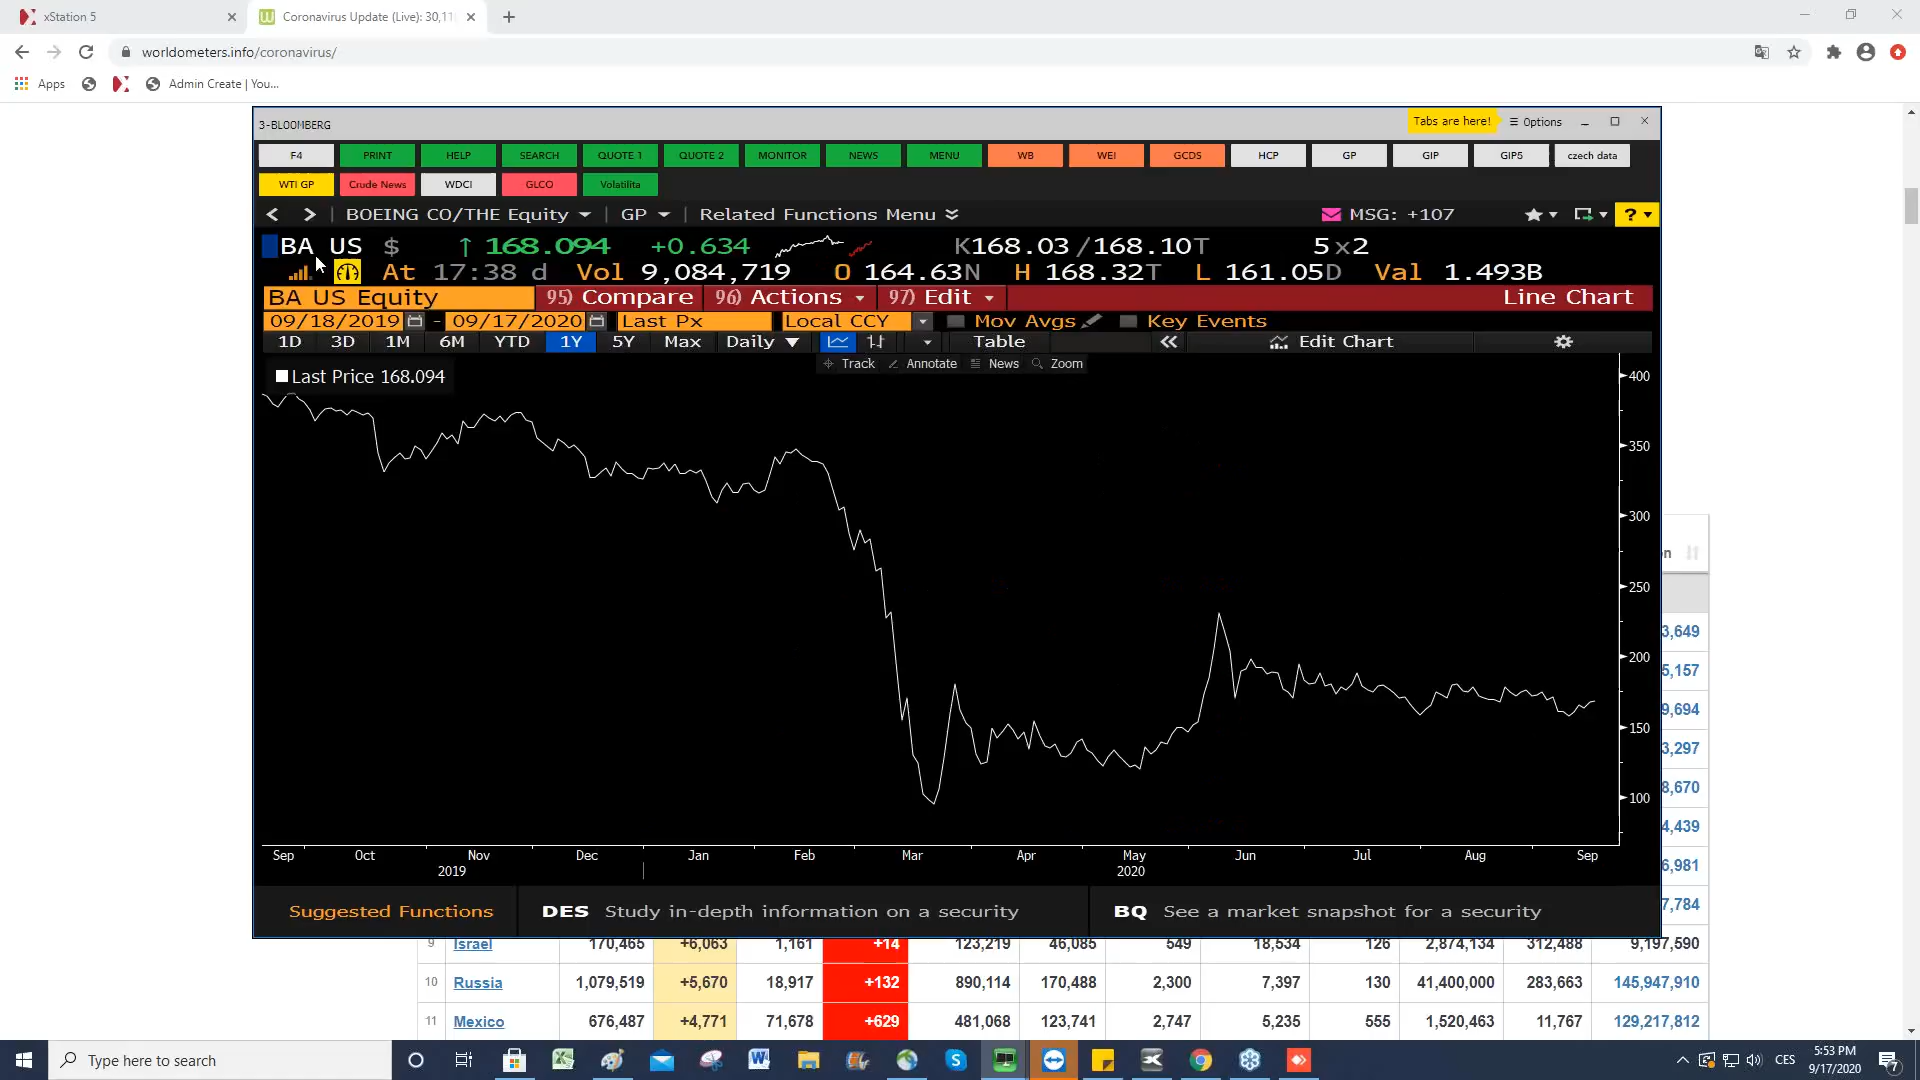 xStation 5
Coronavirus Update (Live): 30,11
worldometers.info/coronavirus/
Apps
Admin Create | You...
3-BLOOMBERG
Tabs are here!
Options
F4 PRINT HELP SEARCH QUOTE 1 QUOTE 2 MONITOR NEWS MENU WB WEI GCDS HCP GP GIP GIP5 czech data
WTI GP Crude News WDCI GLCO Volatilita
BOEING CO/THE Equity GP Related Functions Menu MSG: +107 ?
BA US $ ↑ 168.094 +0.634 K168.03/168.10T 5x2
At 17:38 d Vol 9,084,719 O 164.63N H 168.32T L 161.05D Val 1.493B
BA US Equity 95) Compare 96) Actions 97) Edit Line Chart
09/18/2019 - 09/17/2020 Last Px Local CCY Mov Avgs Key Events
1D 3D 1M 6M YTD 1Y 5Y Max Daily Table « Edit Chart
Track Annotate News Zoom
Last Price 168.094
400
350
300
250
200
150
100
Sep Oct Nov Dec Jan Feb Mar Apr May Jun Jul Aug Sep
2019 2020
Suggested Functions DES Study in-depth information on a security BQ See a market snapshot for a security
n
3,649
5,157
9,694
3,297
8,670
4,439
6,981
7,784
9 Israel 170,465 +6,063 1,161 +14 123,219 46,085 549 18,534 126 2,874,134 312,488 9,197,590
10 Russia 1,079,519 +5,670 18,917 +132 890,114 170,488 2,300 7,397 130 41,400,000 283,663 145,947,910
11 Mexico 676,487 +4,771 71,678 +629 481,068 123,741 2,747 5,235 555 1,520,463 11,767 129,217,812
Type here to search
CES
5:53 PM
9/17/2020
7